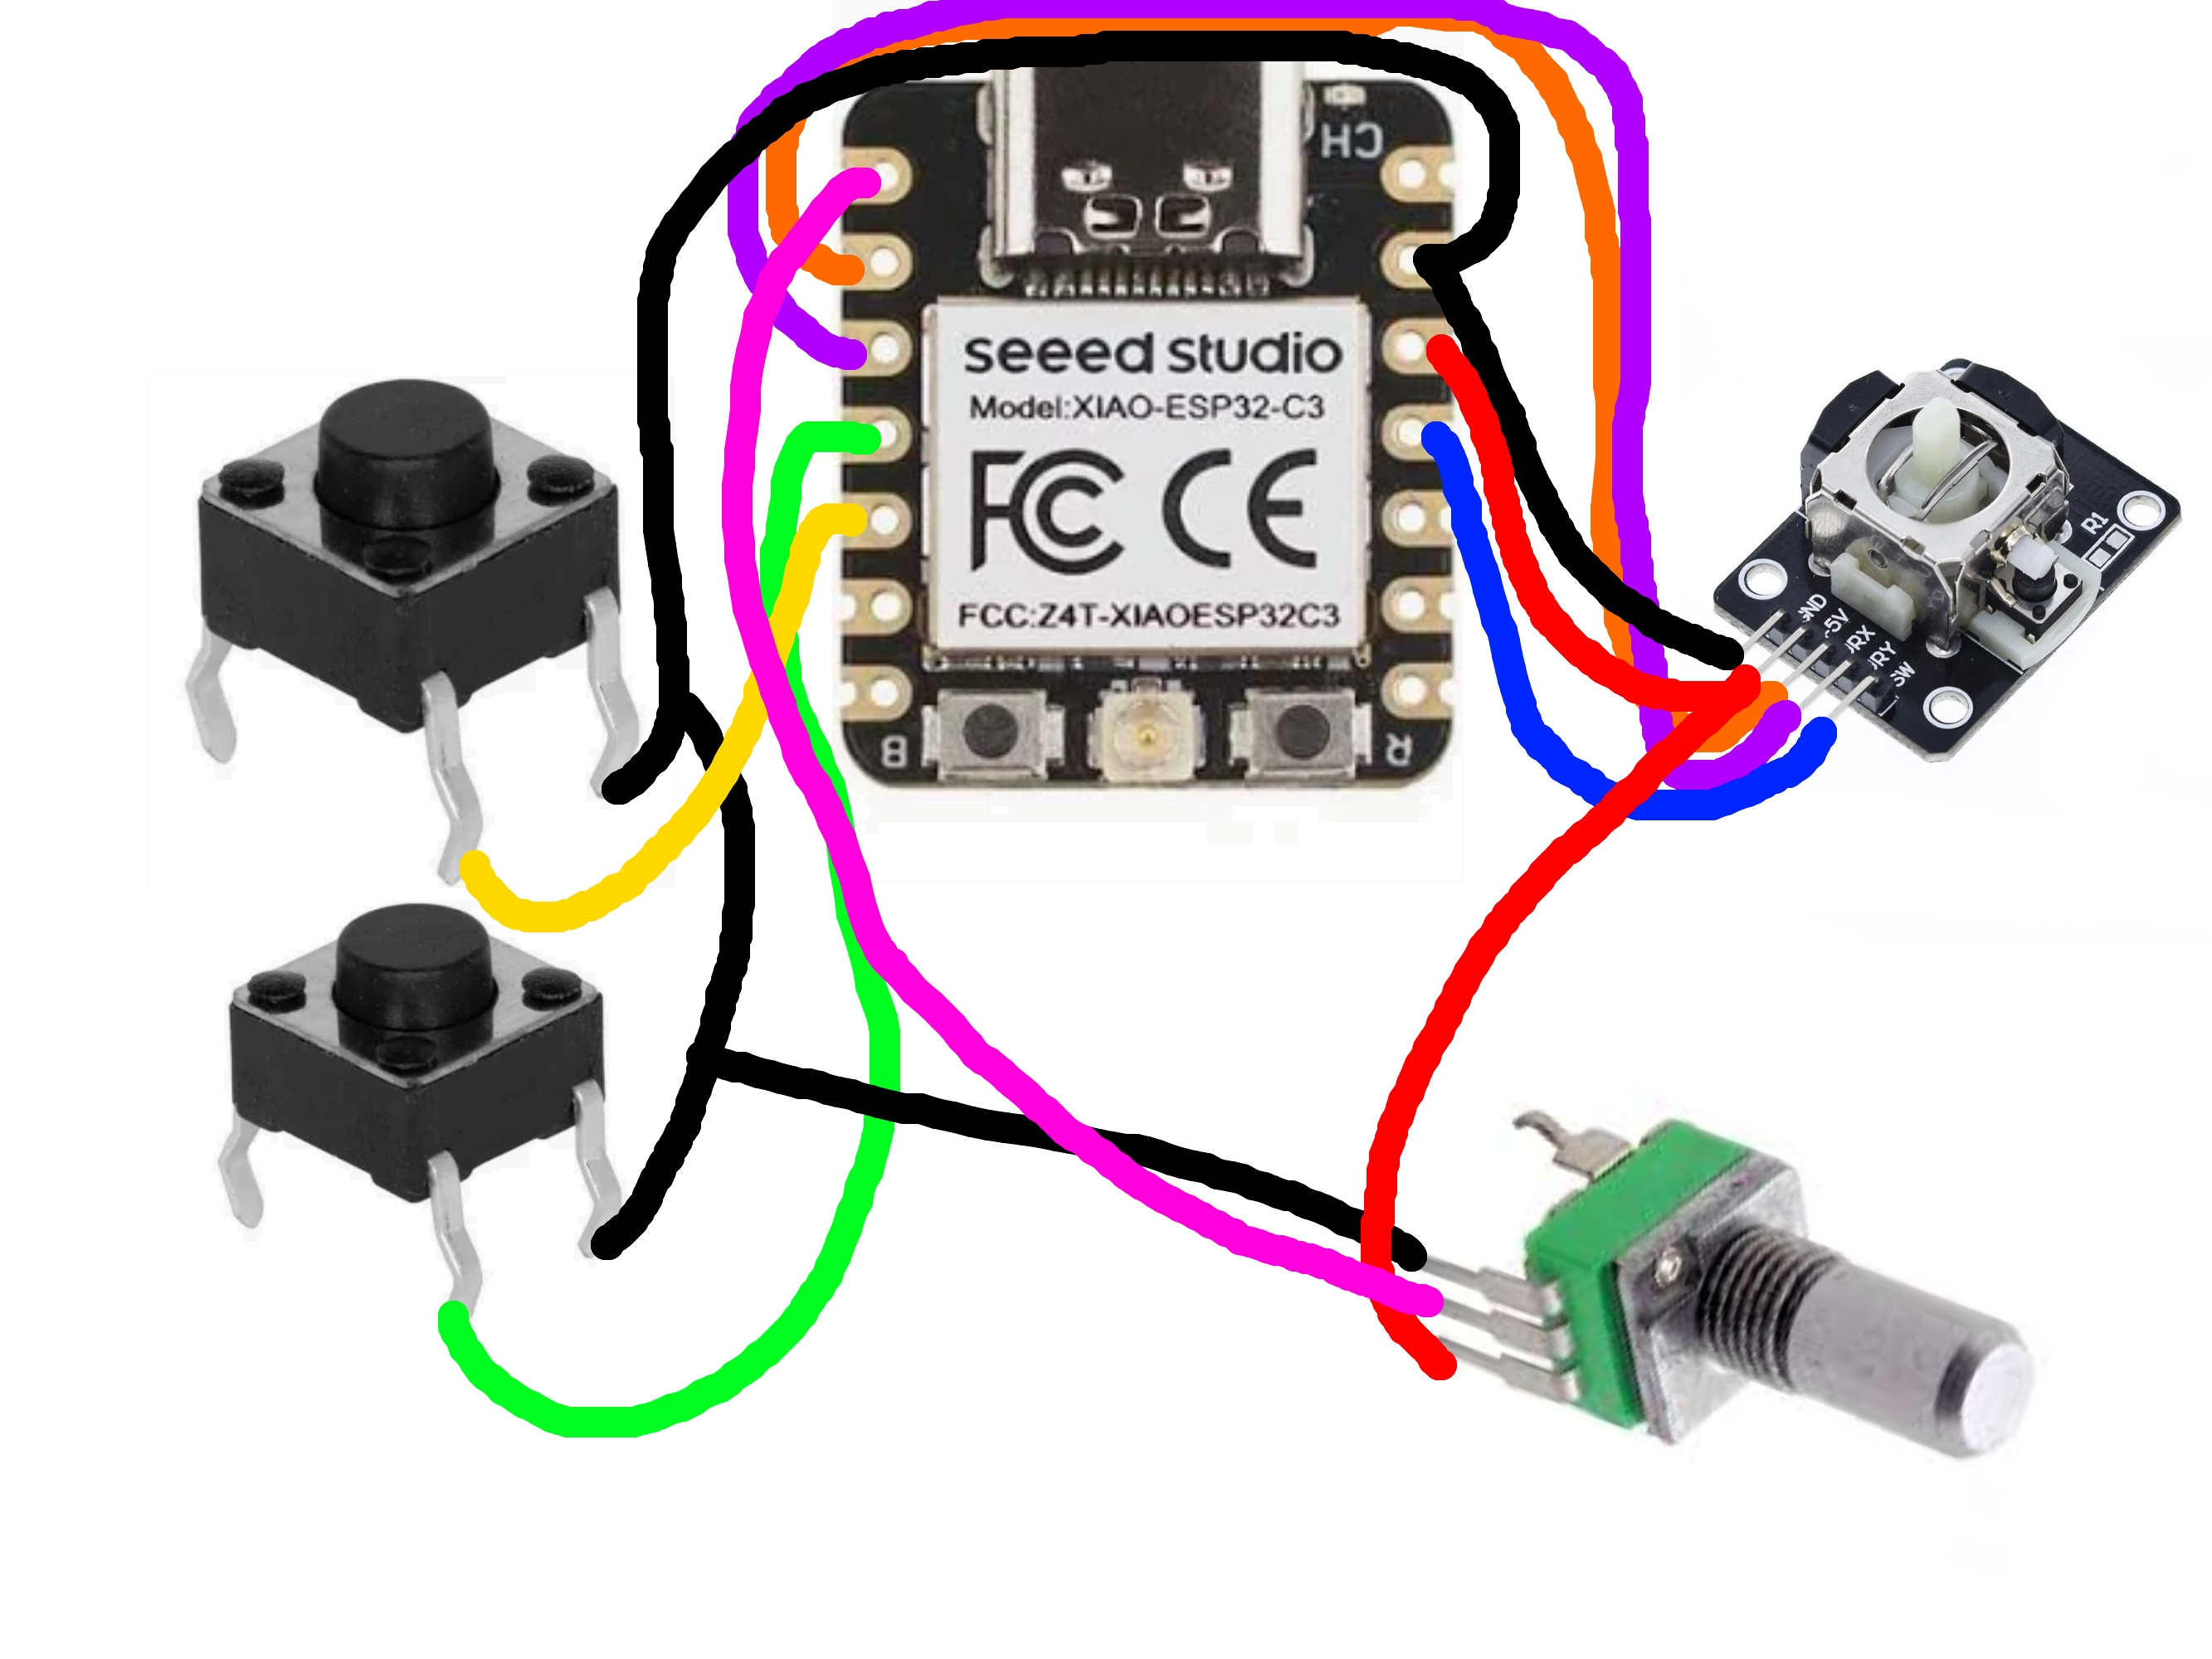 CH
seeed studio
Model:XIAO-ESP32-C3
FC CE
FCC:Z4T-XIAOESP32C3
B
R
R1
GND
+5V
VRX
VRY
SW